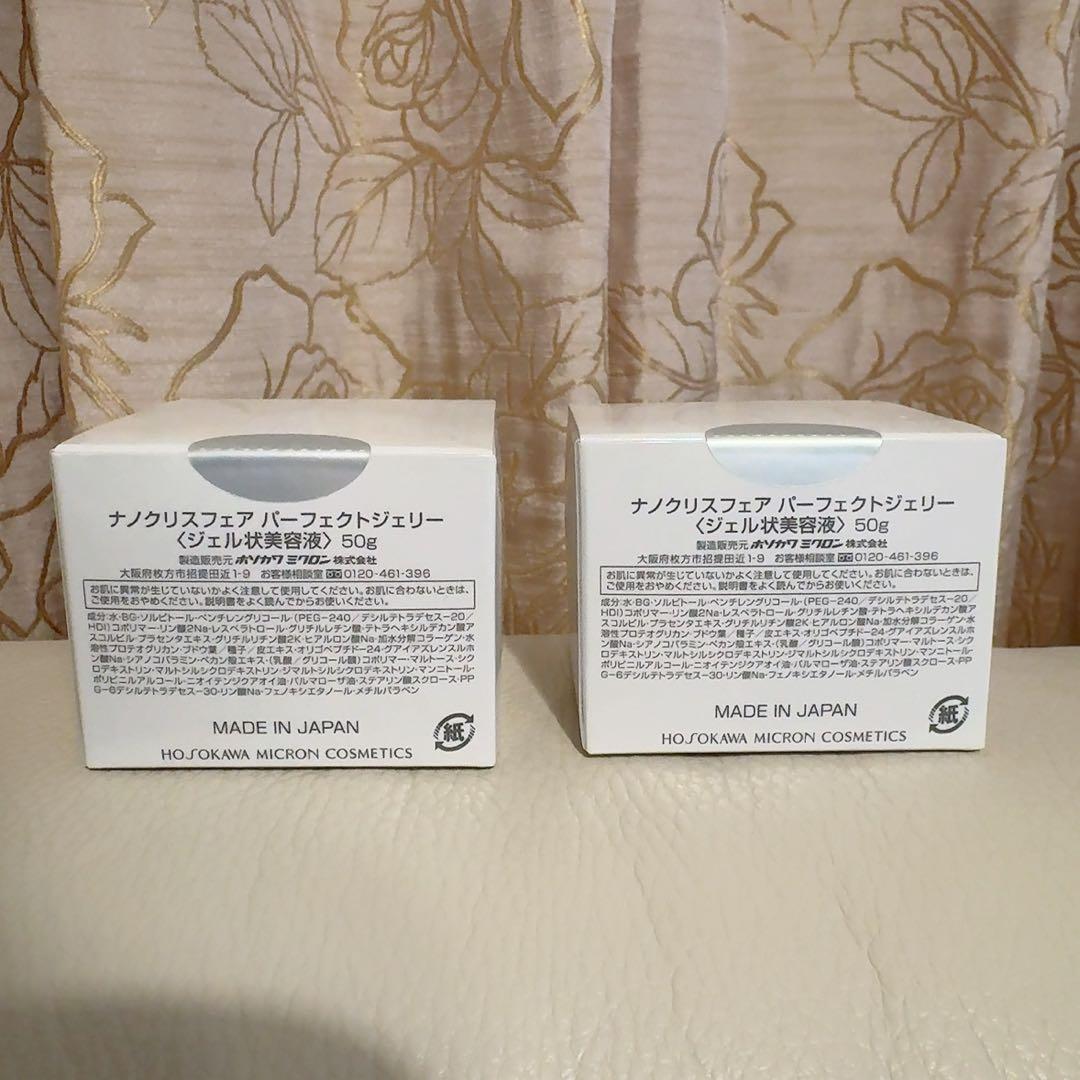 ナノクリスフェア パーフェクトジェリー
〈ジェル状美容液〉 50g
製造販売元 ホソカワミクロン株式会社
大阪府枚方市招提田近1-9 お客様相談室 0120-461-396
お肌に異常が生じていないかよく注意して使用してください。お肌に合わないときは、
ご使用をおやめください。説明書をよく読んでからお使いください。
成分:水・BG・ソルビトール・ペンチレングリコール・(PEG-240/デシルテトラデセス-20/
HDI)コポリマー・リン酸2Na・レスベラトロール・グリチルレチン酸・テトラヘキシルデカン酸ア
スコルビル・プラセンタエキス・グリチルリチン酸2K・ヒアルロン酸Na・加水分解コラーゲン・水
溶性プロテオグリカン・ブドウ葉/種子/皮エキス・オリゴペプチド-24・グアイアズレンスルホ
ン酸Na・シアノコバラミン・ペカン殻エキス・(乳酸/グリコール酸)コポリマー・マルトース・シク
ロデキストリン・マルトシルシクロデキストリン・ジマルトシルシクロデキストリン・マンニトール・
ポリビニルアルコール・ニオイテンジクアオイ油・パルマローザ油・ステアリン酸スクロース・PP
G-6デシルテトラデセス-30・リン酸Na・フェノキシエタノール・メチルパラベン
MADE IN JAPAN
紙
HOSOKAWA MICRON COSMETICS
ナノクリスフェア パーフェクトジェリー
〈ジェル状美容液〉 50g
製造販売元 ホソカワミクロン株式会社
大阪府枚方市招提田近1-9 お客様相談室 0120-461-396
お肌に異常が生じていないかよく注意して使用してください。お肌に合わないときは、
ご使用をおやめください。説明書をよく読んでからお使いください。
成分:水・BG・ソルビトール・ペンチレングリコール・(PEG-240/デシルテトラデセス-20/
HDI)コポリマー・リン酸2Na・レスベラトロール・グリチルレチン酸・テトラヘキシルデカン酸ア
スコルビル・プラセンタエキス・グリチルリチン酸2K・ヒアルロン酸Na・加水分解コラーゲン・水
溶性プロテオグリカン・ブドウ葉/種子/皮エキス・オリゴペプチド-24・グアイアズレンスルホ
ン酸Na・シアノコバラミン・ペカン殻エキス・(乳酸/グリコール酸)コポリマー・マルトース・シク
ロデキストリン・マルトシルシクロデキストリン・ジマルトシルシクロデキストリン・マンニトール・
ポリビニルアルコール・ニオイテンジクアオイ油・パルマローザ油・ステアリン酸スクロース・PP
G-6デシルテトラデセス-30・リン酸Na・フェノキシエタノール・メチルパラベン
MADE IN JAPAN
紙
HOSOKAWA MICRON COSMETICS